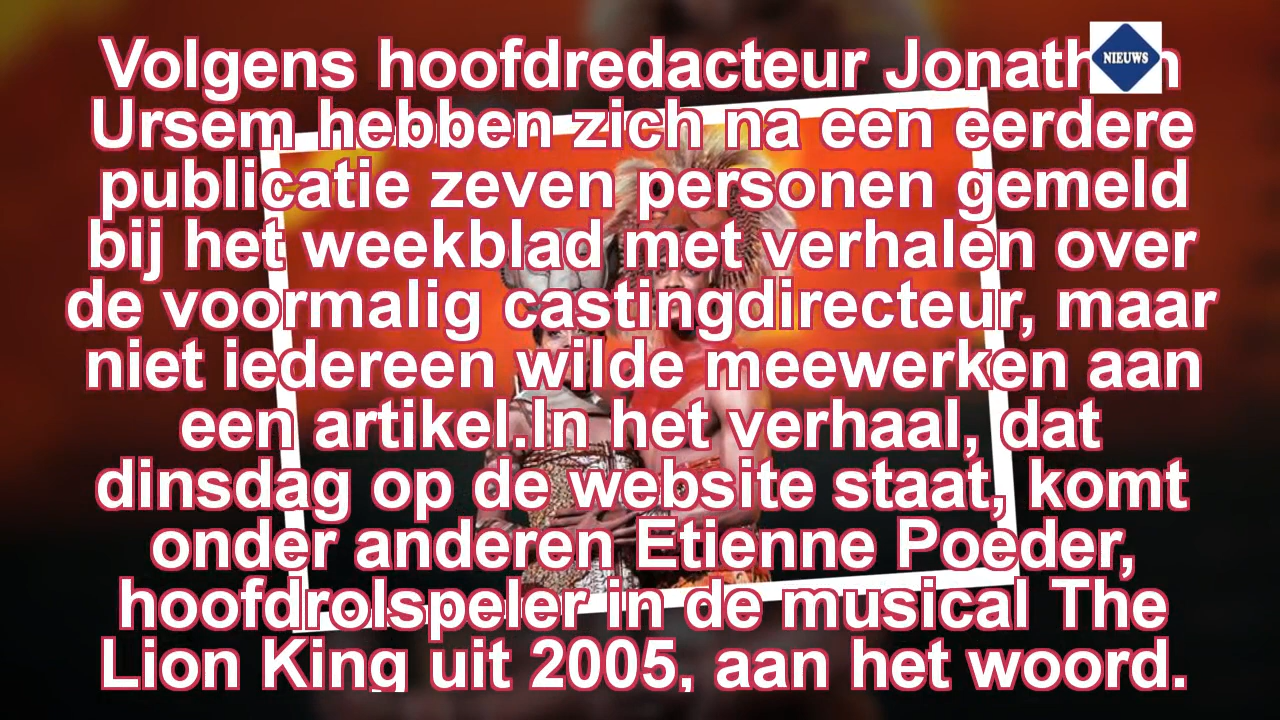 Volgens hoofdredacteur Jonathan
Ursem hebben zich na een eerdere
publicatie zeven personen gemeld
bij het weekblad met verhalen over
de voormalig castingdirecteur, maar
niet iedereen wilde meewerken aan
een artikel.In het verhaal, dat
dinsdag op de website staat, komt
onder anderen Etienne Poeder,
hoofdrolspeler in de musical The
Lion King uit 2005, aan het woord.
NIEUWS